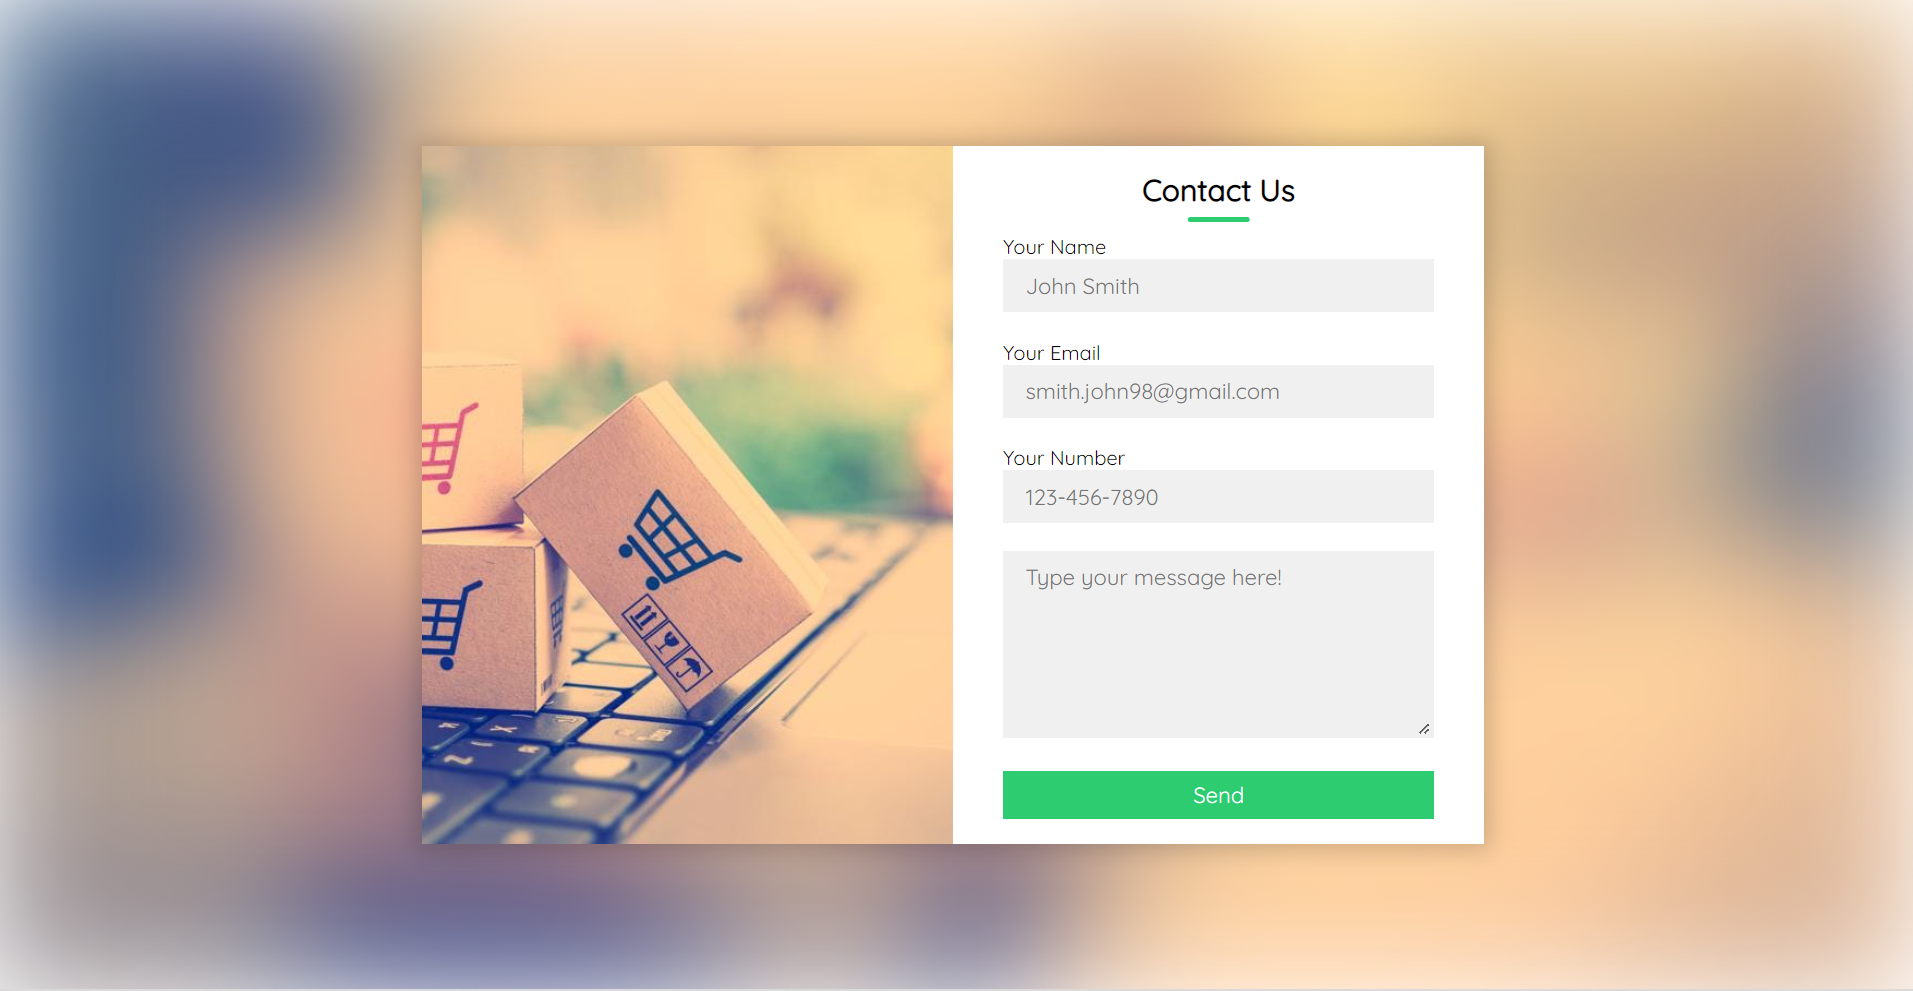 Contact Us
Your Name
John Smith
Your Email
smith.john98@gmail.com
Your Number
123-456-7890
Type your message here!
Send